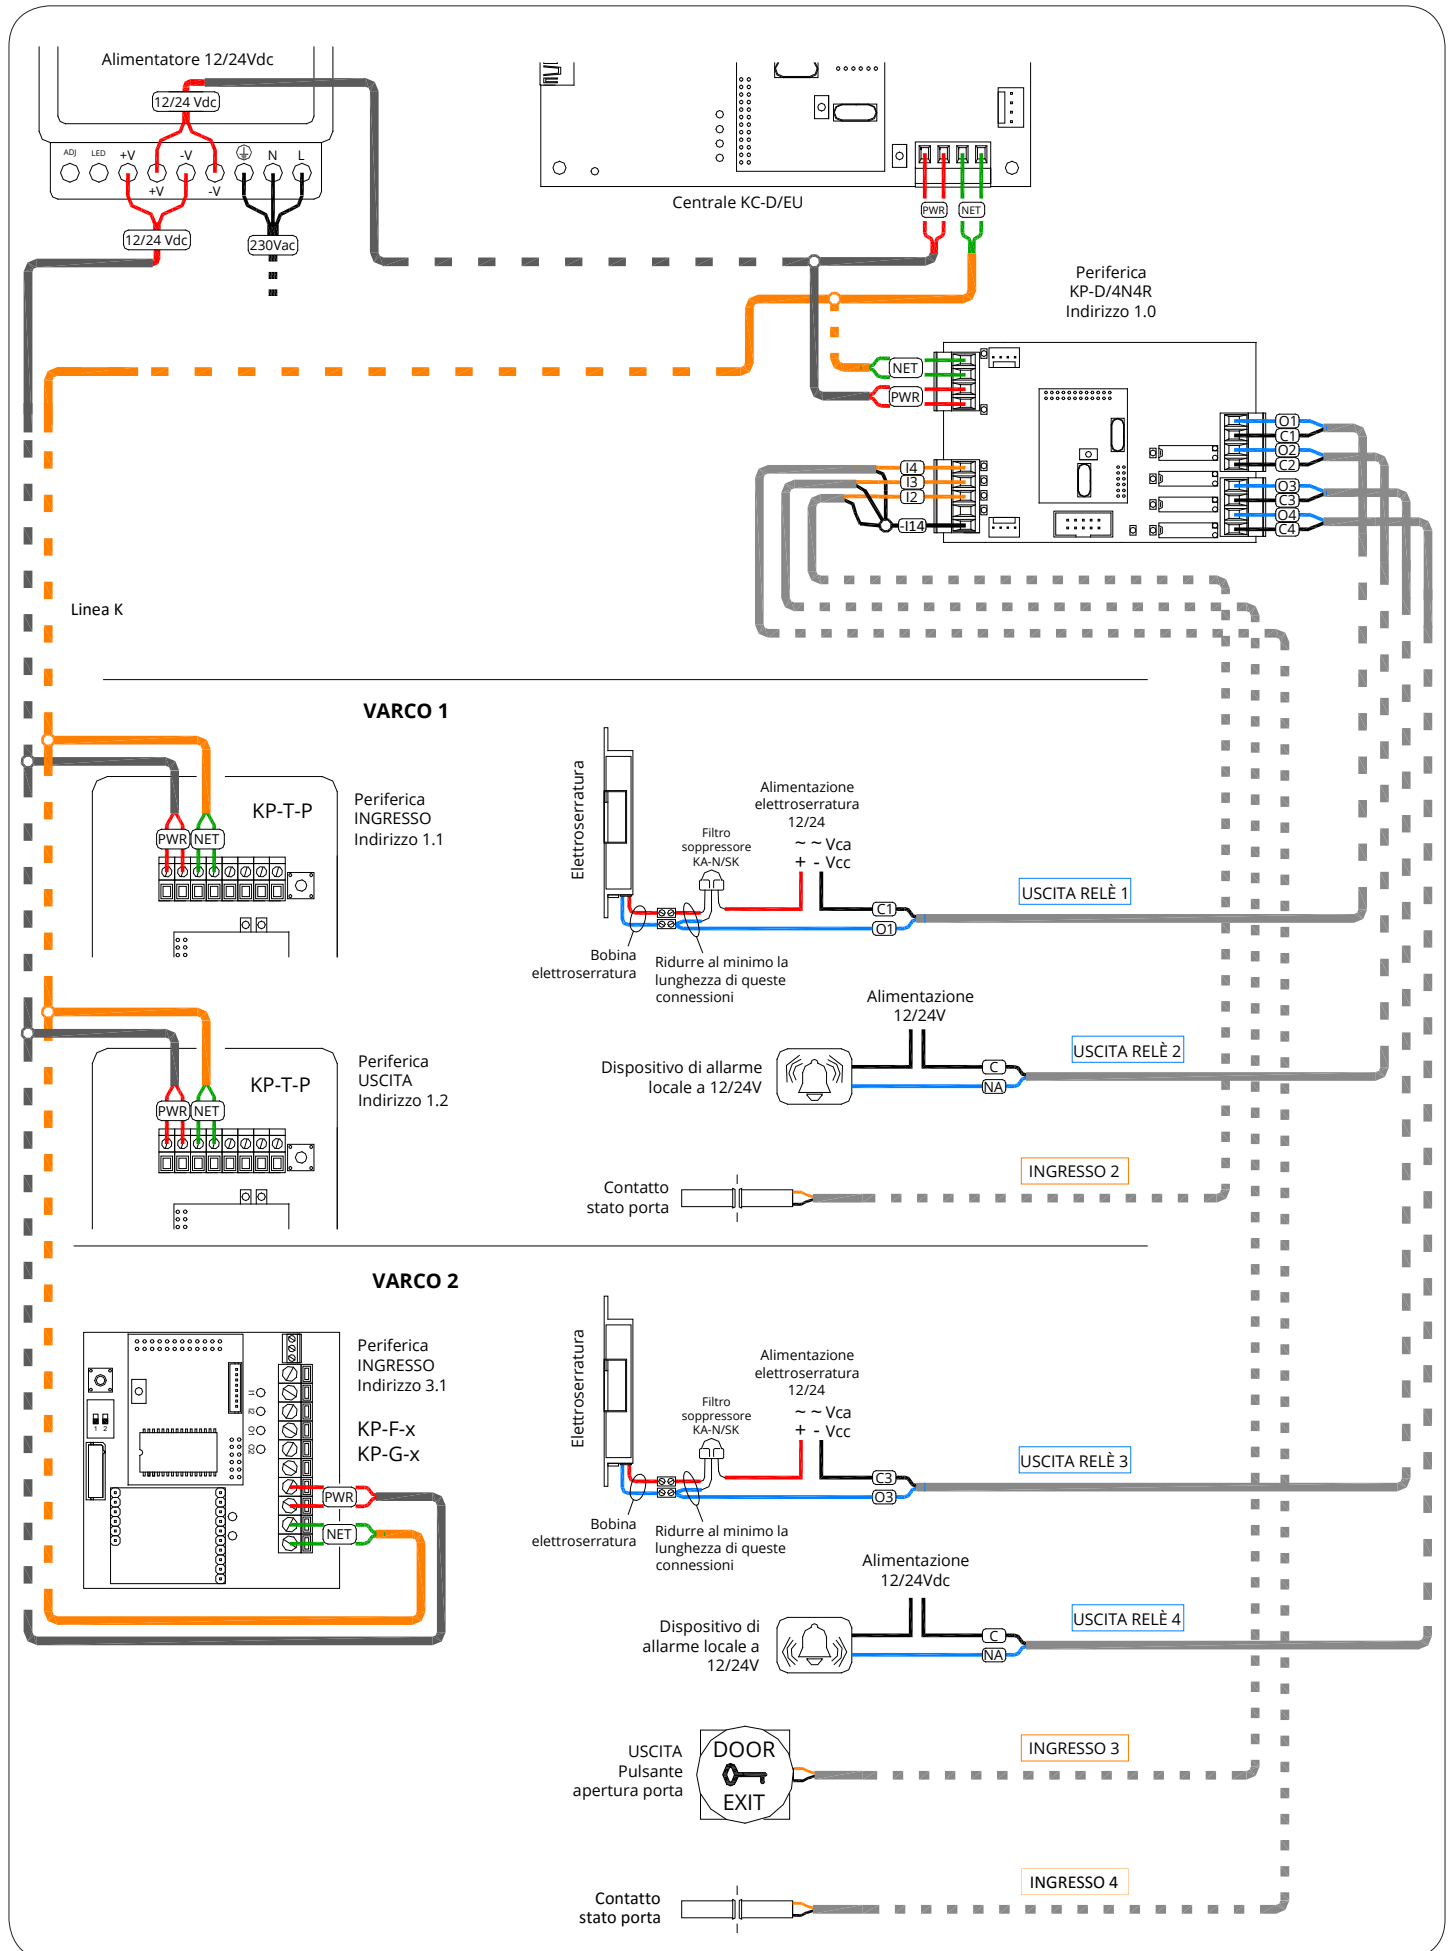 Alimentatore 12/24Vdc
12/24 Vdc
ADJ
LED
+V
-V
N
L
+V
-V
12/24 Vdc
230Vac
Centrale KC-D/EU
PWR
NET
Periferica
KP-D/4N4R
Indirizzo 1.0
NET
PWR
O1
C1
O2
C2
O3
C3
O4
C4
I4
I3
I2
-I14
Linea K
VARCO 1
KP-T-P
PWR
NET
Periferica
INGRESSO
Indirizzo 1.1
Elettroserratura
Filtro
soppressore
KA-N/SK
Alimentazione
elettroserratura
12/24
~ ~ Vca
+ - Vcc
C1
O1
USCITA RELÈ 1
Bobina
elettroserratura
Ridurre al minimo la
lunghezza di queste
connessioni
KP-T-P
PWR
NET
Periferica
USCITA
Indirizzo 1.2
Alimentazione
12/24V
Dispositivo di allarme
locale a 12/24V
C
NA
USCITA RELÈ 2
Contatto
stato porta
INGRESSO 2
VARCO 2
Periferica
INGRESSO
Indirizzo 3.1
KP-F-x
KP-G-x
1 2
I1
I2
O1
O2
PWR
NET
Elettroserratura
Filtro
soppressore
KA-N/SK
Alimentazione
elettroserratura
12/24
~ ~ Vca
+ - Vcc
C3
O3
USCITA RELÈ 3
Bobina
elettroserratura
Ridurre al minimo la
lunghezza di queste
connessioni
Alimentazione
12/24Vdc
Dispositivo di
allarme locale a
12/24V
C
NA
USCITA RELÈ 4
USCITA
Pulsante
apertura porta
DOOR
EXIT
INGRESSO 3
Contatto
stato porta
INGRESSO 4